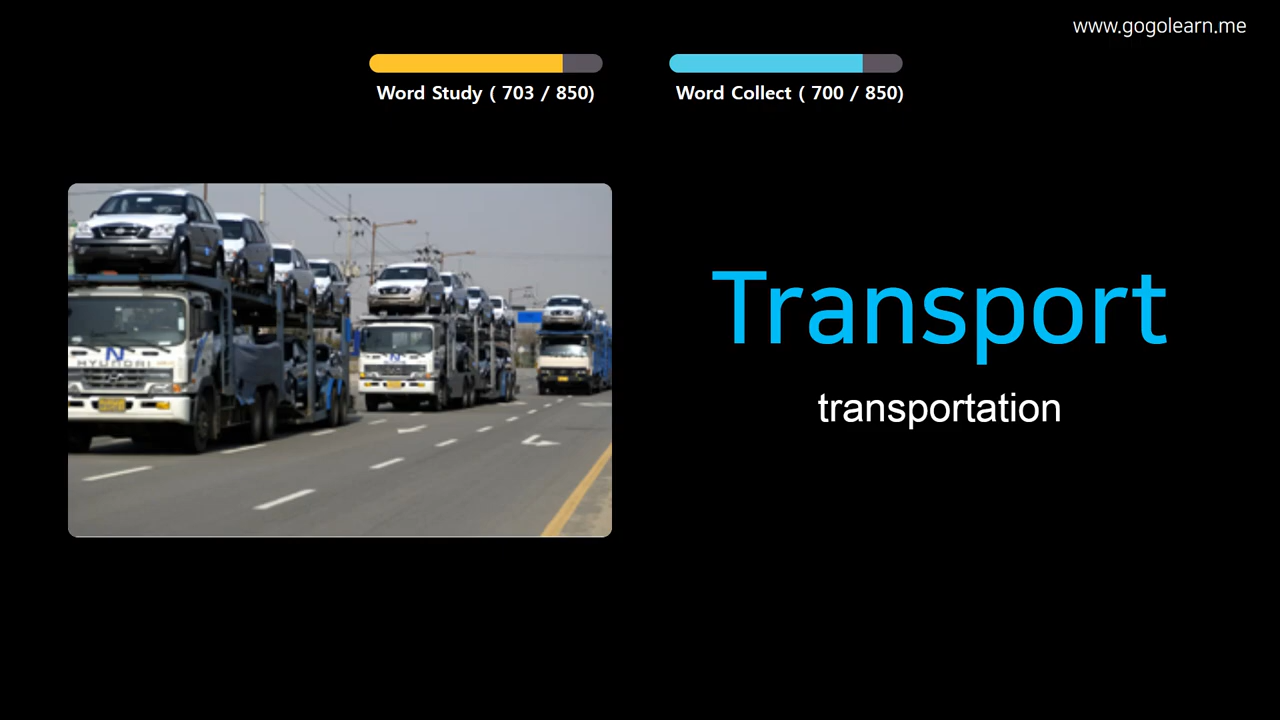 www.gogolearn.me
Word Study ( 703 / 850)
Word Collect ( 700 / 850)
Transport
transportation
HYUNDAI